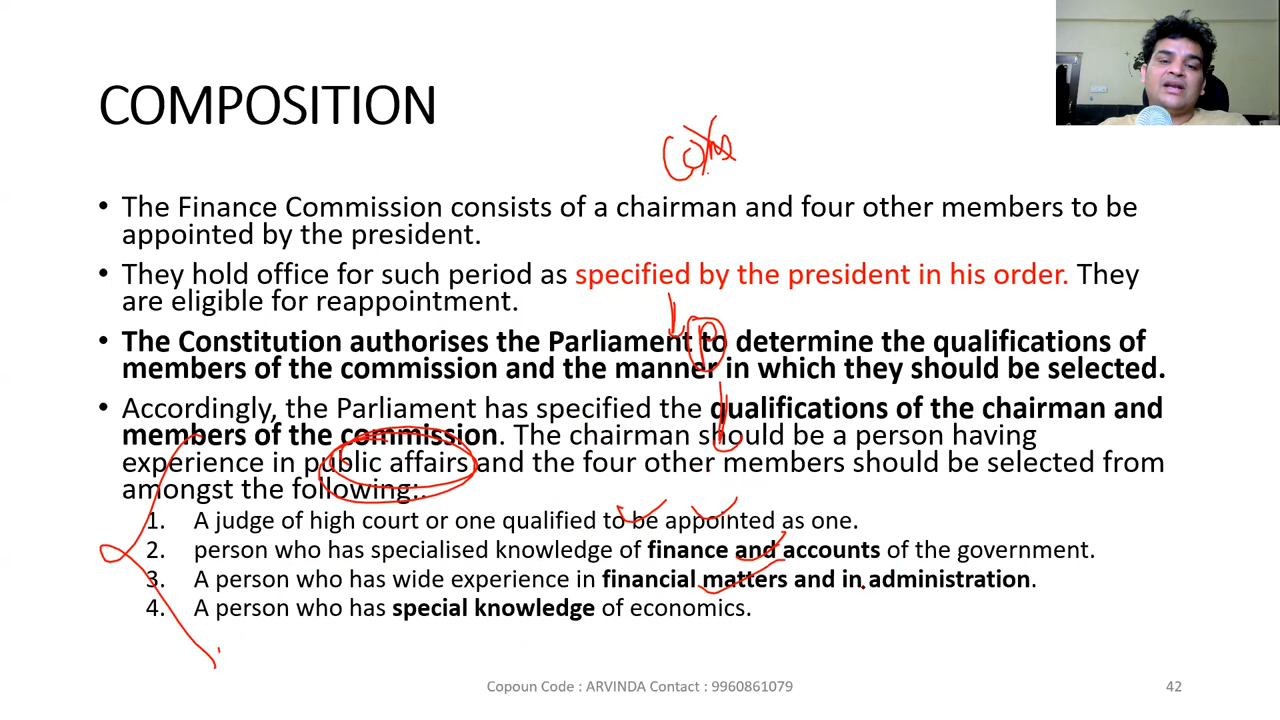 COMPOSITION
• The Finance Commission consists of a chairman and four other members to be
appointed by the president.
• They hold office for such period as specified by the president in his order. They
are eligible for reappointment.
• The Constitution authorises the Parliament to determine the qualifications of
members of the commission and the manner in which they should be selected.
• Accordingly, the Parliament has specified the qualifications of the chairman and
members of the commission. The chairman should be a person having
experience in public affairs and the four other members should be selected from
amongst the following:.
1. A judge of high court or one qualified to be appointed as one.
2. person who has specialised knowledge of finance and accounts of the government.
3. A person who has wide experience in financial matters and in administration.
4. A person who has special knowledge of economics.
Copoun Code : ARVINDA Contact : 9960861079
42